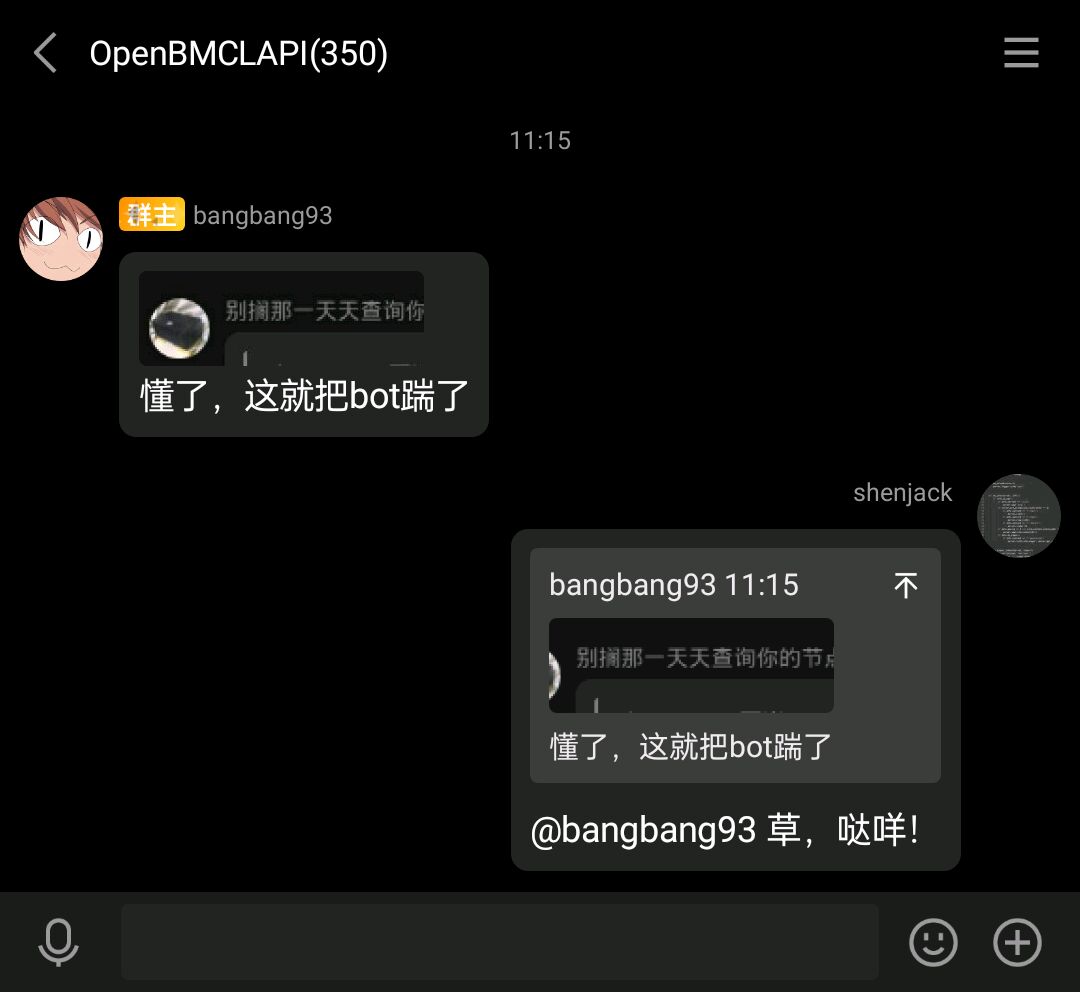 OpenBMCLAPI(350)
11:15
群主 bangbang93
别搁那一天天查询你
懂了，这就把bot踹了
shenjack
bangbang93 11:15
别搁那一天天查询你的节点
懂了，这就把bot踹了
@bangbang93 草，哒咩！